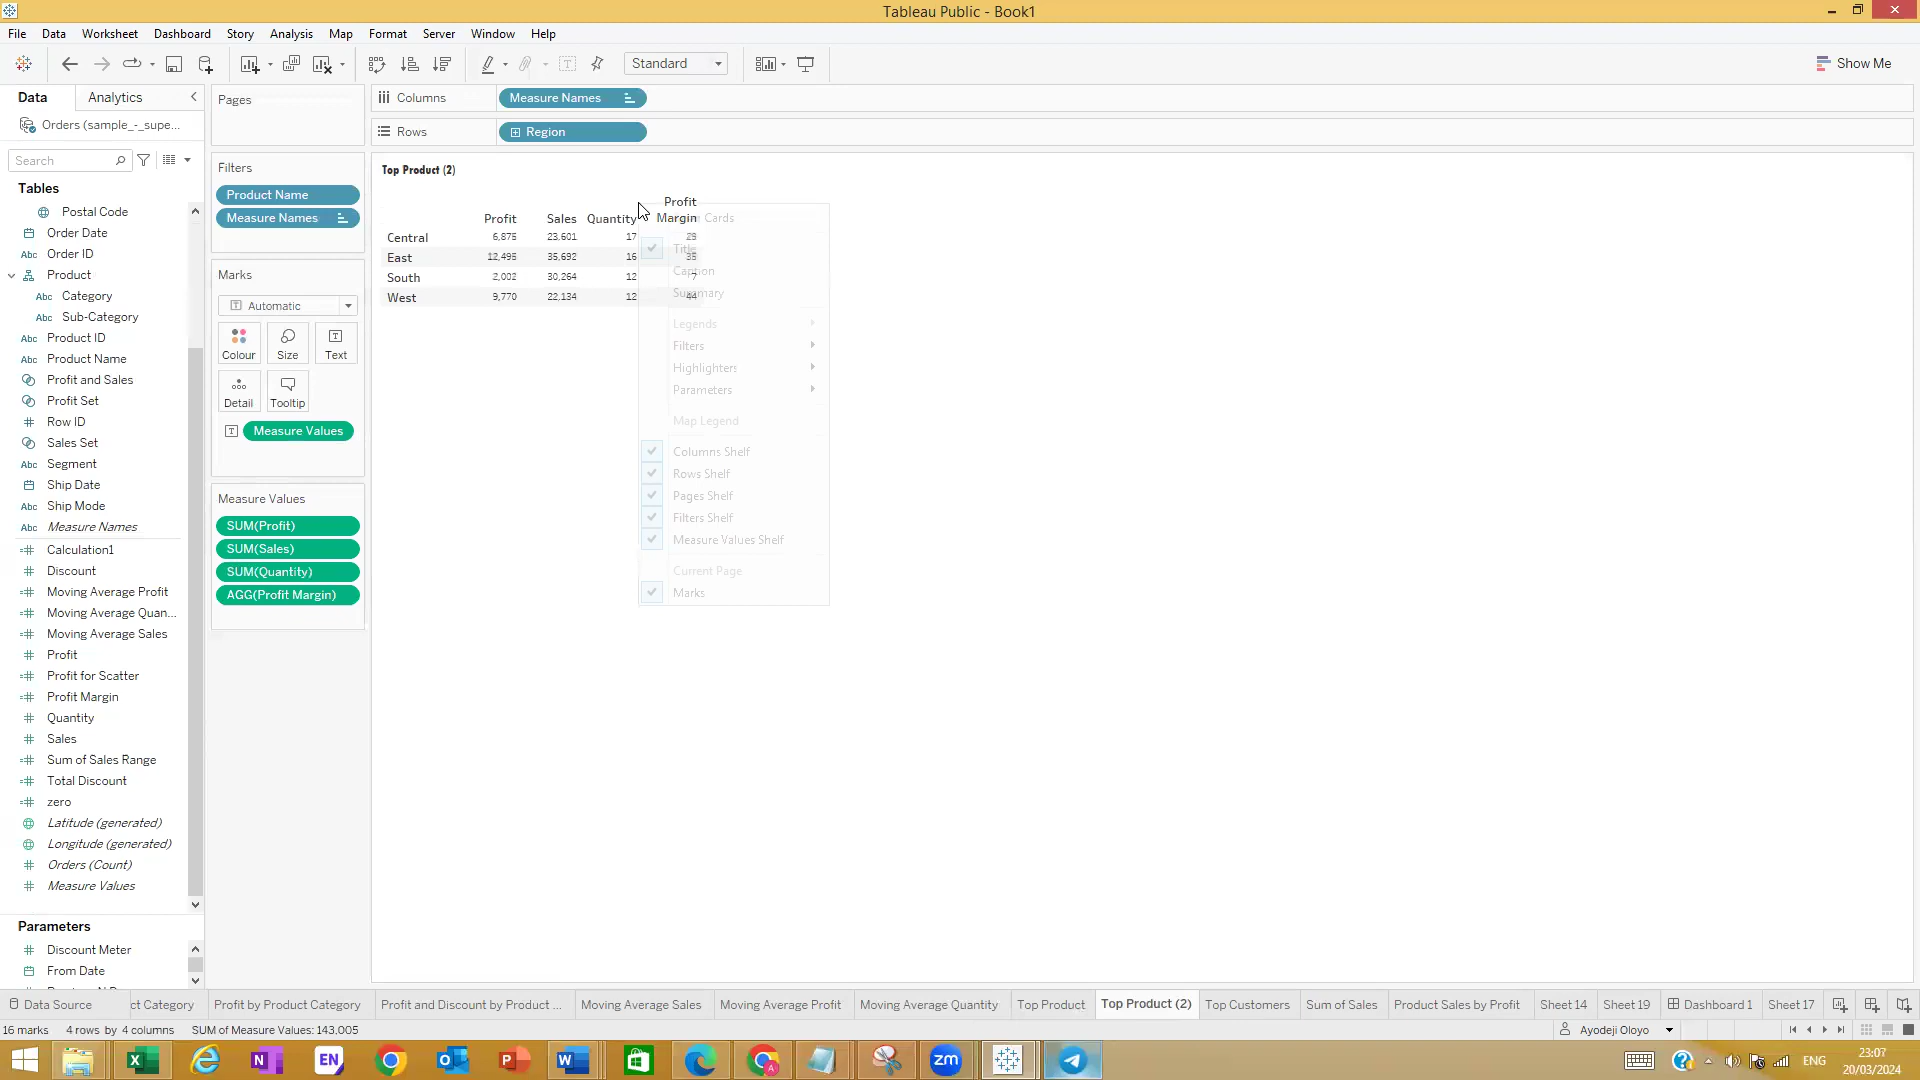 Tableau Public - Book1
File Data Worksheet Dashboard Story Analysis Map Format Server Window Help
Standard
Show Me
Data Analytics
Orders (sample_-_supe...
Search
Tables
Postal Code
Order Date
Order ID
Product
Category
Sub-Category
Product ID
Product Name
Profit and Sales
Profit Set
Row ID
Sales Set
Segment
Ship Date
Ship Mode
Measure Names
Calculation1
Discount
Moving Average Profit
Moving Average Quan...
Moving Average Sales
Profit
Profit for Scatter
Profit Margin
Quantity
Sales
Sum of Sales Range
Total Discount
zero
Latitude (generated)
Longitude (generated)
Orders (Count)
Measure Values
Parameters
Discount Meter
From Date
Pages
Filters
Product Name
Measure Names
Marks
Automatic
Colour Size Text
Detail Tooltip
Measure Values
Measure Values
SUM(Profit)
SUM(Sales)
SUM(Quantity)
AGG(Profit Margin)
Columns Measure Names
Rows Region
Top Product (2)
Profit Sales Quantity Profit Margin
Central 6,875 23,601 17 29
East 12,495 35,692 16 35
South 2,002 30,264 12 7
West 9,770 22,134 12 44
Cards
Title
Caption
Summary
Legends
Filters
Highlighters
Parameters
Map Legend
Columns Shelf
Rows Shelf
Pages Shelf
Filters Shelf
Measure Values Shelf
Current Page
Marks
Data Source ct Category Profit by Product Category Profit and Discount by Product ... Moving Average Sales Moving Average Profit Moving Average Quantity Top Product Top Product (2) Top Customers Sum of Sales Product Sales by Profit Sheet 14 Sheet 19 Dashboard 1 Sheet 17
16 marks 4 rows by 4 columns SUM of Measure Values: 143,005
Ayodeji Oloyo
ENG
23:07
20/03/2024